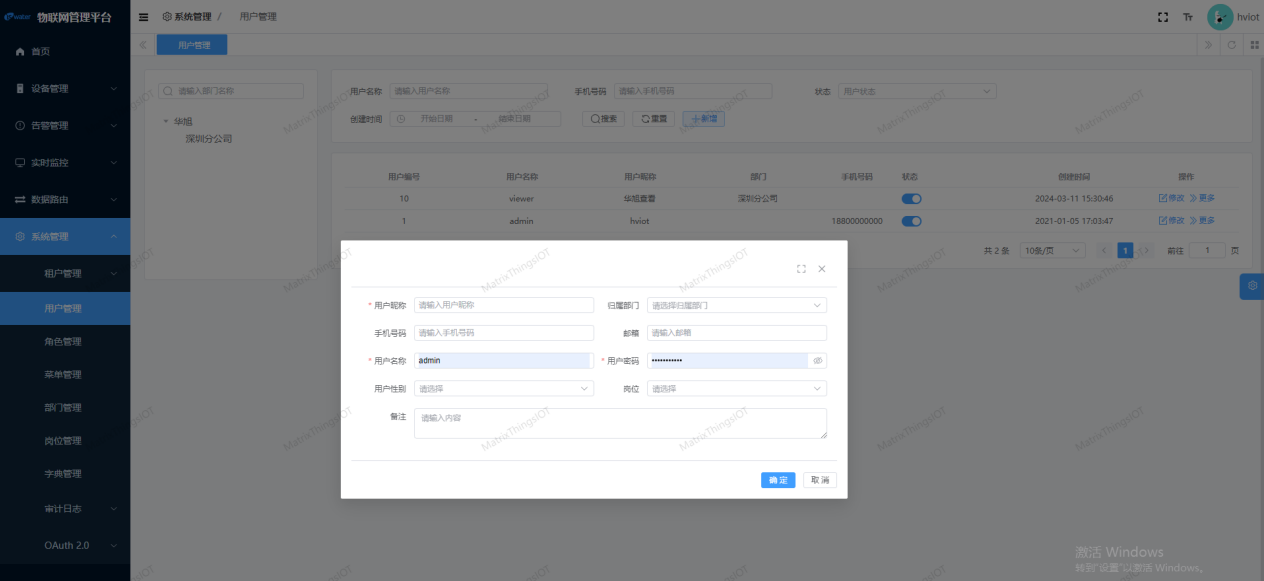 物联网管理平台
系统管理 / 用户管理
Tт
hviot
首页
设备管理
告警管理
实时监控
数据路由
系统管理
租户管理
用户管理
角色管理
菜单管理
部门管理
岗位管理
字典管理
审计日志
OAuth 2.0
用户管理
请输入部门名称
华旭
深圳分公司
用户名称 请输入用户名称 手机号码 请输入手机号码 状态 用户状态
创建时间 开始日期 - 结束日期 搜索 重置 新增
用户编号 用户名称 用户昵称 部门 手机号码 状态 创建时间 操作
10 viewer 华旭查看 深圳分公司 2024-03-11 15:30:46 修改 更多
1 admin hviot 18800000000 2021-01-05 17:03:47 修改 更多
共 2 条 10条/页 1 前往 1 页
* 用户昵称 请输入用户昵称 归属部门 请选择归属部门
手机号码 请输入手机号码 邮箱 请输入邮箱
* 用户名称 admin * 用户密码 •••••••••••
用户性别 请选择 岗位 请选择
备注 请输入内容
确 定 取 消
MatrixThingsIOT
激活 Windows
转到"设置"以激活 Windows。